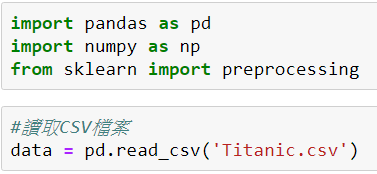 import pandas as pd
import numpy as np
from sklearn import preprocessing
#讀取CSV檔案
data = pd.read_csv('Titanic.csv')